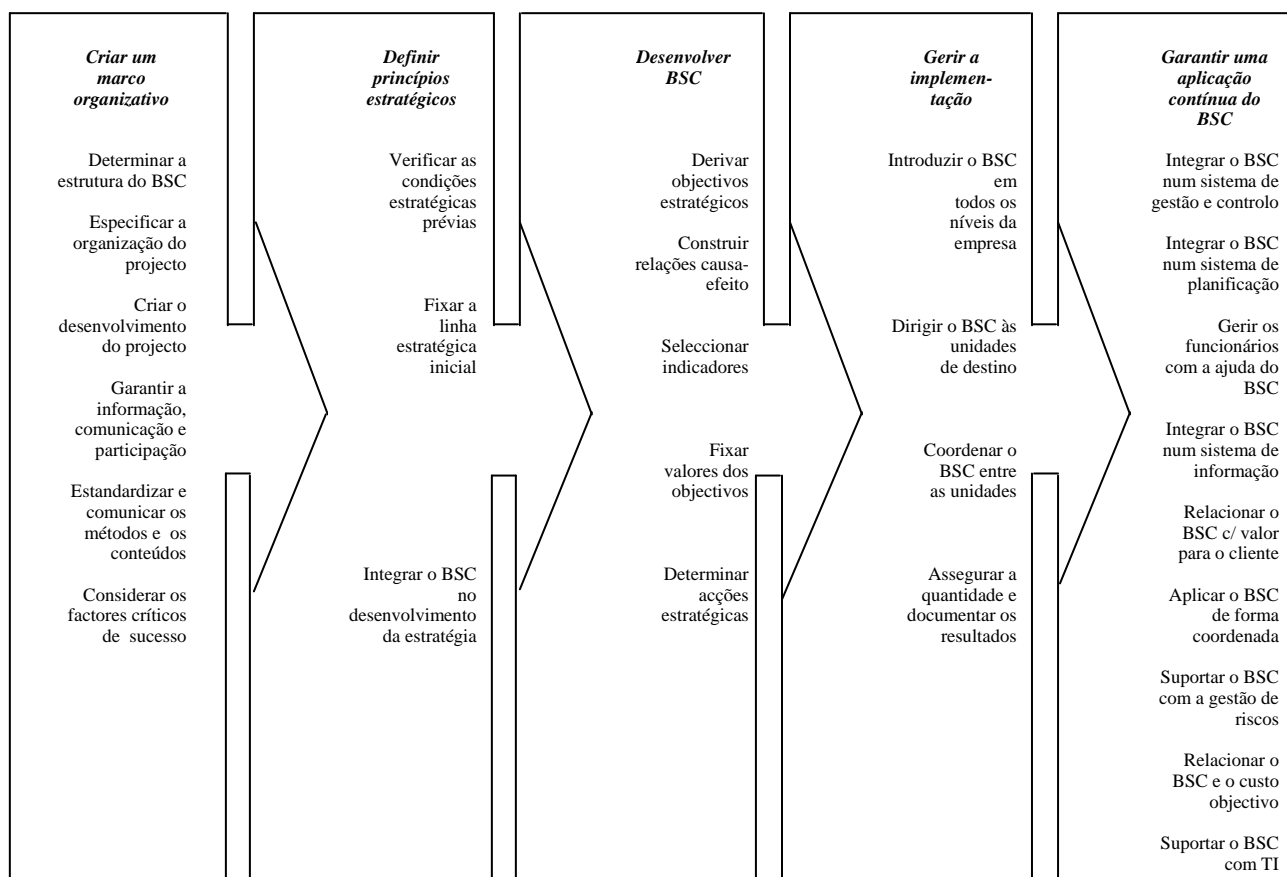 Criar um
marco
organizativo
Determinar a
estrutura do BSC
Especificar a
organização do
projecto
Criar o
desenvolvimento
do projecto
Garantir a
informação,
comunicação e
participação
Estandardizar e
comunicar os
métodos e os
conteúdos
Considerar os
factores críticos
de sucesso
Definir
princípios
estratégicos
Verificar as
condições
estratégicas
prévias
Fixar a
linha
estratégica
inicial
Integrar o BSC
no
desenvolvimento
da estratégia
Desenvolver
BSC
Derivar
objectivos
estratégicos
Construir
relações causa-
efeito
Seleccionar
indicadores
Fixar
valores dos
objectivos
Determinar
acções
estratégicas
Gerir a
implemen-
tação
Introduzir o BSC
em
todos os
níveis da
empresa
Dirigir o BSC às
unidades
de destino
Coordenar o
BSC entre
as unidades
Assegurar a
quantidade e
documentar os
resultados
Garantir uma
aplicação
contínua do
BSC
Integrar o BSC
num sistema de
gestão e controlo
Integrar o BSC
num sistema de
planificação
Gerir os
funcionários
com a ajuda do
BSC
Integrar o BSC
num sistema de
informação
Relacionar o
BSC c/ valor
para o cliente
Aplicar o BSC
de forma
coordenada
Suportar o BSC
com a gestão de
riscos
Relacionar o
BSC e o custo
objectivo
Suportar o BSC
com TI